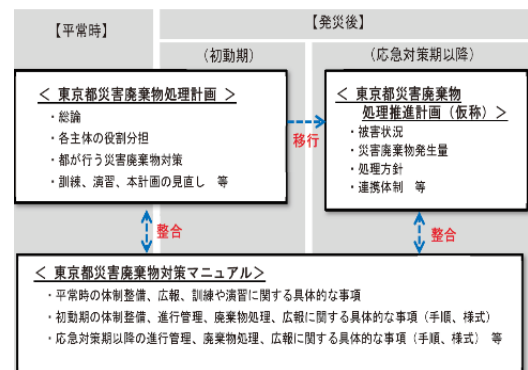 【平常時】
【発災後】
（初動期）
（応急対策期以降）
＜ 東京都災害廃棄物処理計画 ＞
・総論
・各主体の役割分担
・都が行う災害廃棄物対策
・訓練、演習、本計画の見直し　等
移行
＜ 東京都災害廃棄物
処理推進計画（仮称）＞
・被害状況
・災害廃棄物発生量
・処理方針
・連携体制　等
整合
整合
＜ 東京都災害廃棄物対策マニュアル＞
・平常時の体制整備、広報、訓練や演習に関する具体的な事項
・初動期の体制整備、進行管理、廃棄物処理、広報に関する具体的な事項（手順、様式）
・応急対策期以降の進行管理、廃棄物処理、広報に関する具体的な事項（手順、様式）　等